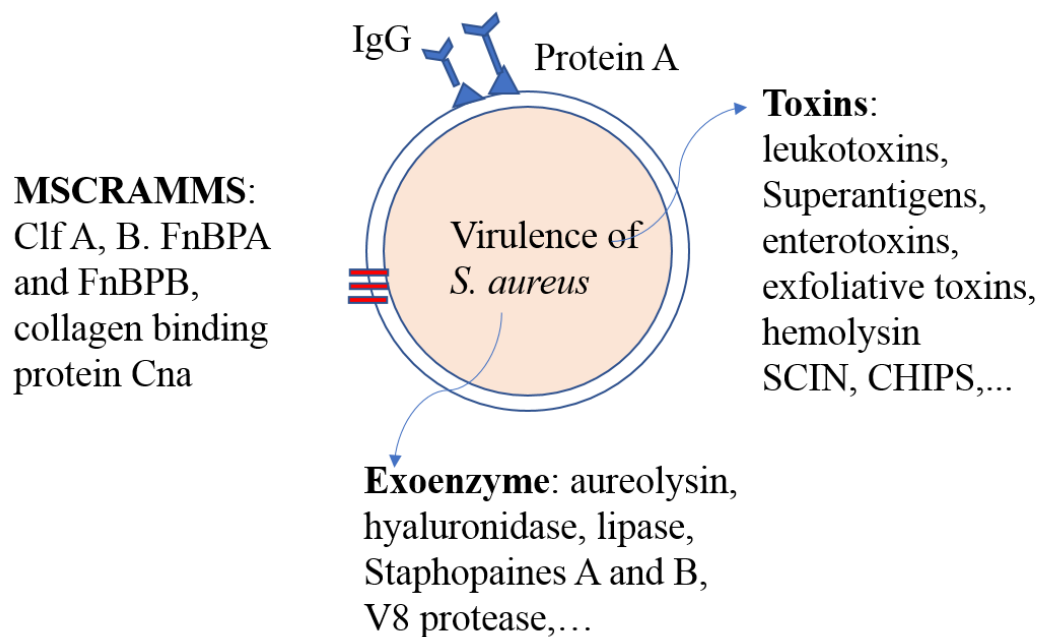 IgG
Protein A
Toxins:
leukotoxins,
Superantigens,
enterotoxins,
exfoliative toxins,
hemolysin
SCIN, CHIPS,...
MSCRAMMS:
Clf A, B. FnBPA
and FnBPB,
collagen binding
protein Cna
Virulence of
S. aureus
Exoenzyme: aureolysin,
hyaluronidase, lipase,
Staphopaines A and B,
V8 protease,…